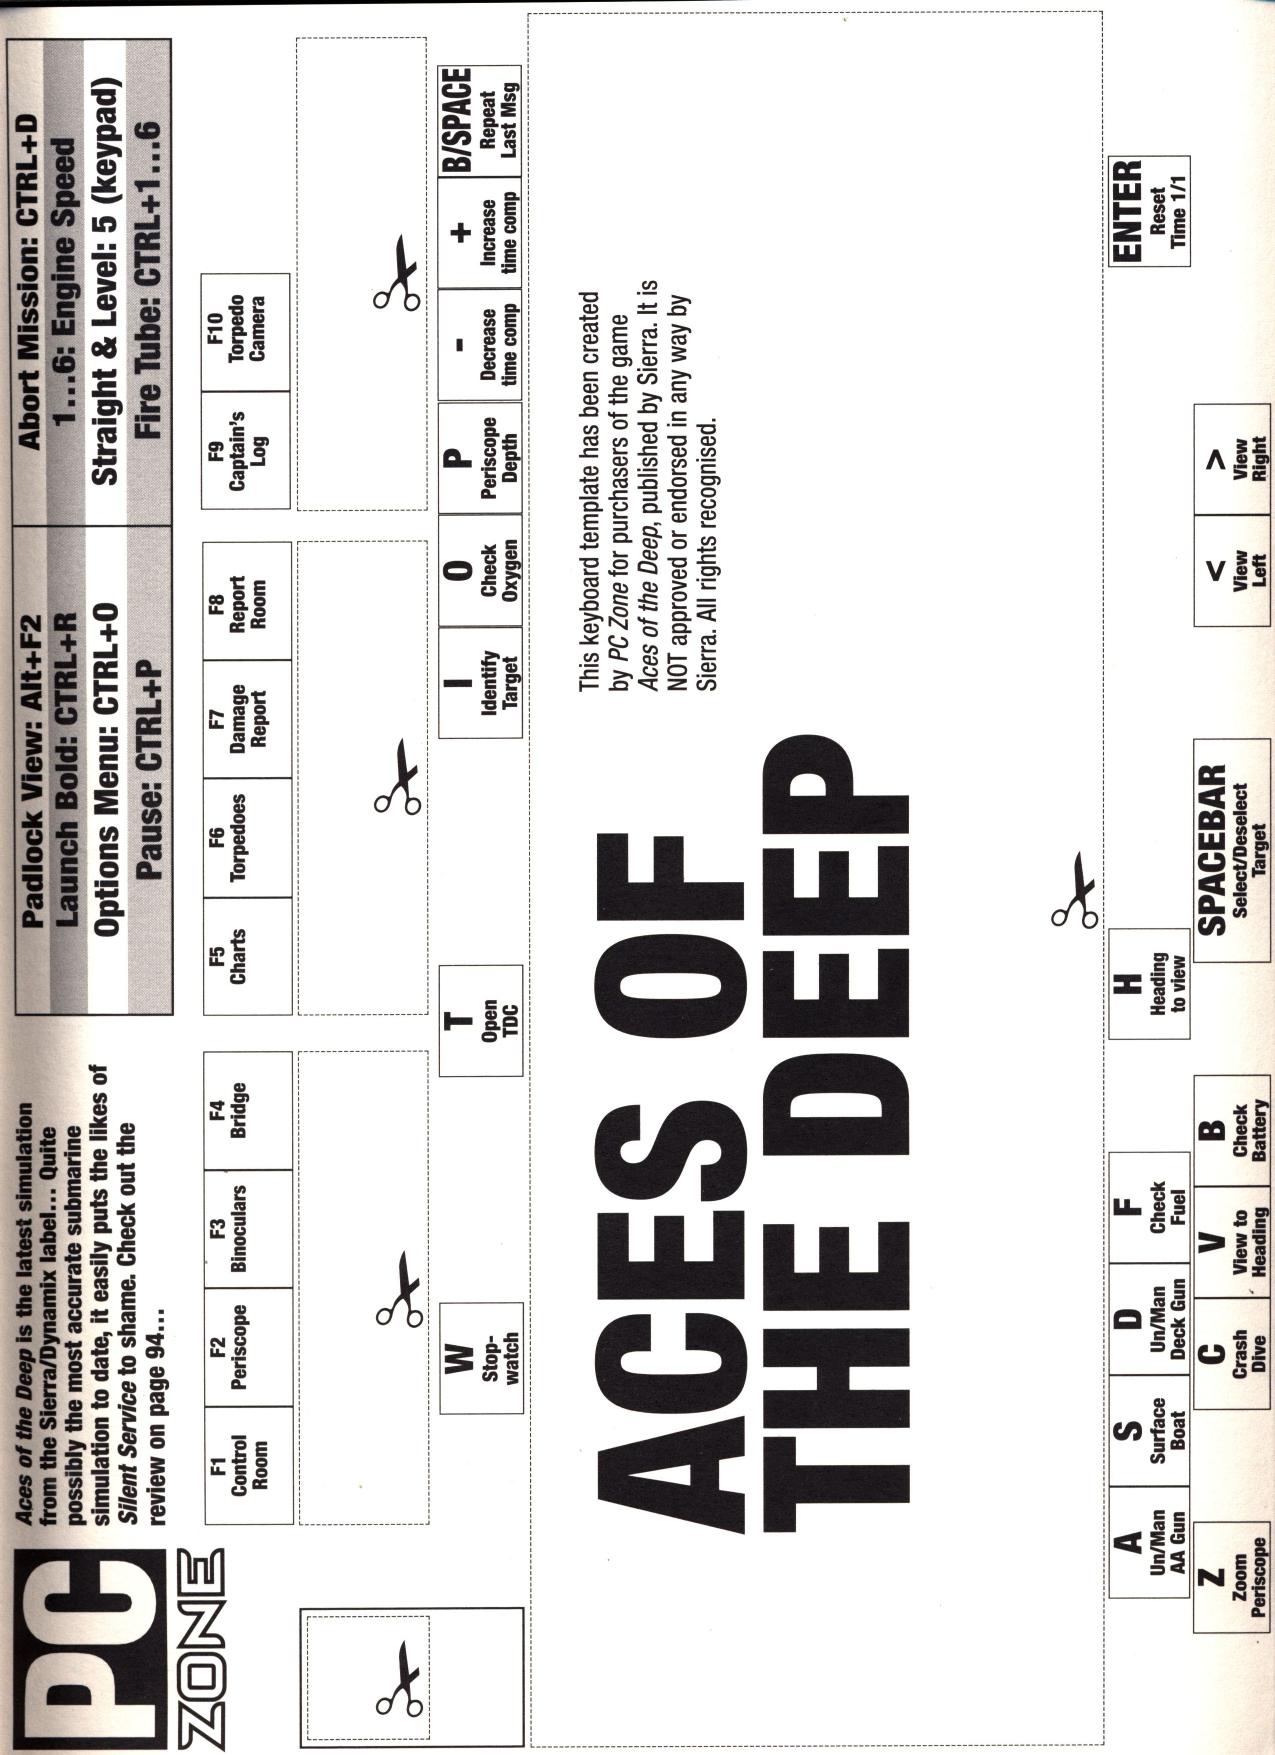 PC
ZONE
Aces of the Deep is the latest simulation
from the Sierra/Dynamix label... Quite
possibly the most accurate submarine
simulation to date, it easily puts the likes of
Silent Service to shame. Check out the
review on page 94...
Padlock View: Alt+F2
Abort Mission: CTRL+D
Launch Bold: CTRL+R
1...6: Engine Speed
Options Menu: CTRL+O
Straight & Level: 5 (keypad)
Pause: CTRL+P
Fire Tube: CTRL+1...6
F1
Control
Room
F2
Periscope
F3
Binoculars
F4
Bridge
F5
Charts
F6
Torpedoes
F7
Damage
Report
F8
Report
Room
F9
Captain's
Log
F10
Torpedo
Camera
W
Stop-
watch
T
Open
TDC
I
Identify
Target
O
Check
Oxygen
P
Periscope
Depth
-
Decrease
time comp
+
Increase
time comp
B/SPACE
Repeat
Last Msg
ACES OF
THE DEEP
This keyboard template has been created
by PC Zone for purchasers of the game
Aces of the Deep, published by Sierra. It is
NOT approved or endorsed in any way by
Sierra. All rights recognised.
A
Un/Man
AA Gun
S
Surface
Boat
D
Un/Man
Deck Gun
F
Check
Fuel
H
Heading
to view
ENTER
Reset
Time 1/1
Z
Zoom
Periscope
C
Crash
Dive
V
View to
Heading
B
Check
Battery
SPACEBAR
Select/Deselect
Target
<
View
Left
>
View
Right